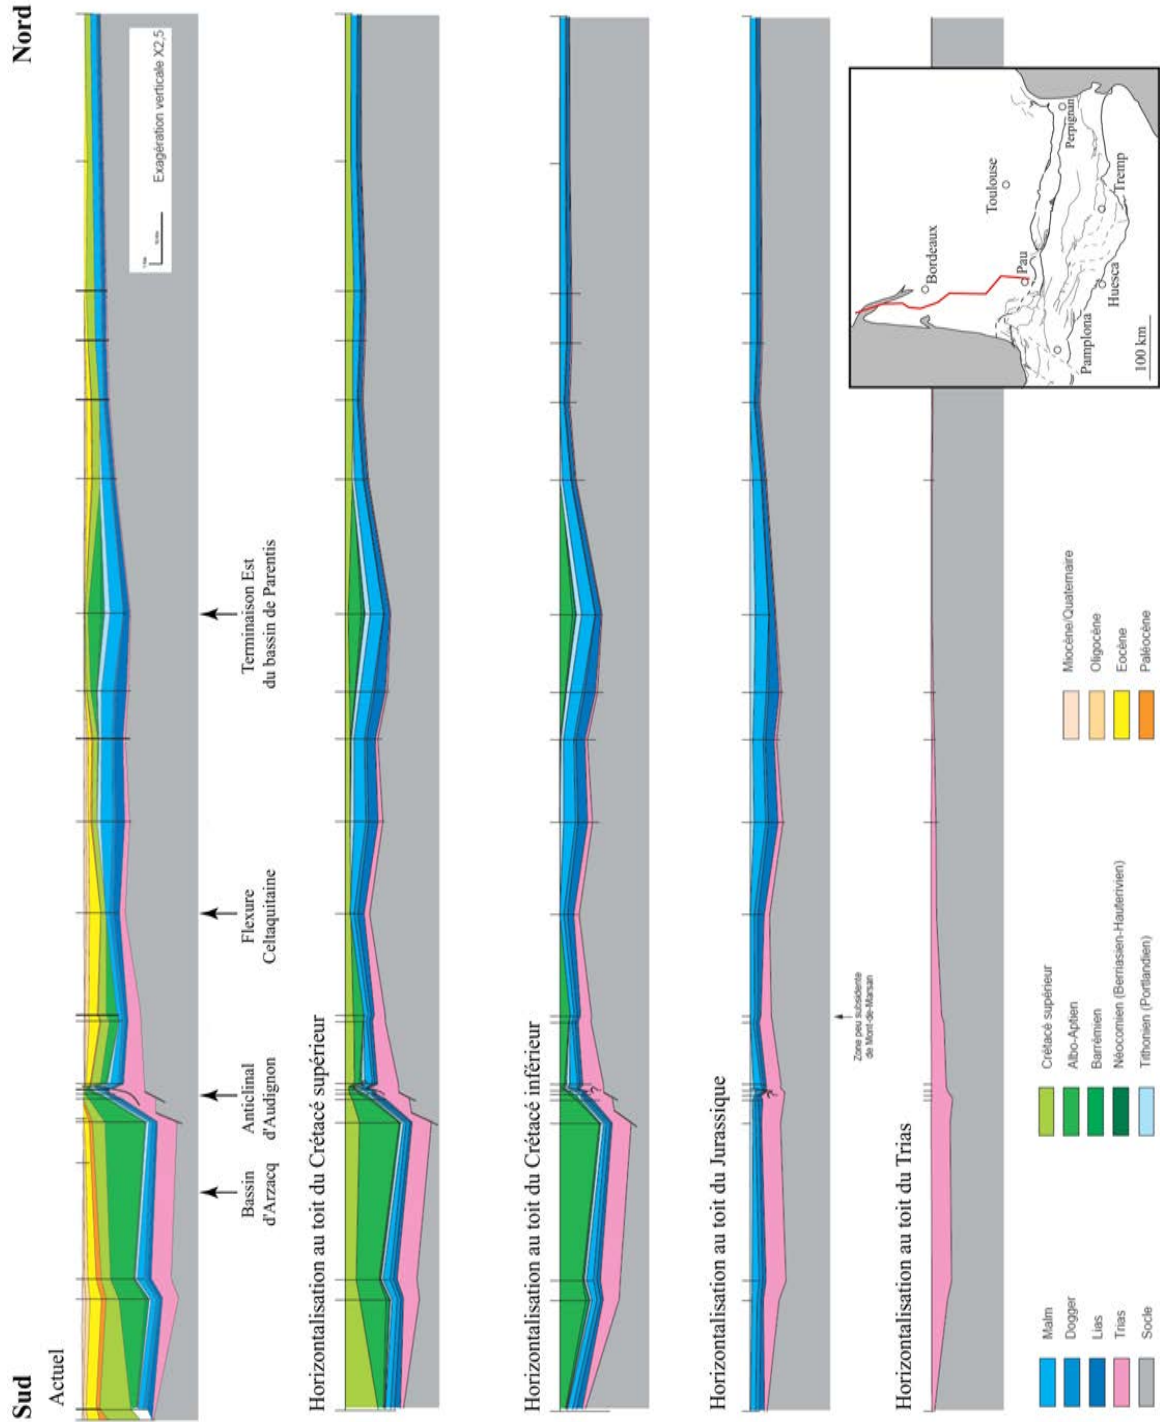 Sud
Nord
Actuel
Exagération verticale X2,5
Bassin
d'Arzacq
Anticlinal
d'Audignon
Flexure
Celtaquitaine
Terminaison Est
du bassin de Parentis
Horizontalisation au toit du Crétacé supérieur
Horizontalisation au toit du Crétacé inférieur
Horizontalisation au toit du Jurassique
Zone peu subsidente
de Mont-de-Marsan
Horizontalisation au toit du Trias
Bordeaux
Toulouse
Pau
Perpignan
Pamplona
Huesca
Tremp
100 km
Malm
Dogger
Lias
Trias
Socle
Crétacé supérieur
Albo-Aptien
Barrémien
Néocomien (Berriasien-Hauterivien)
Tithonien (Portlandien)
Miocène/Quaternaire
Oligocène
Eocène
Paléocène